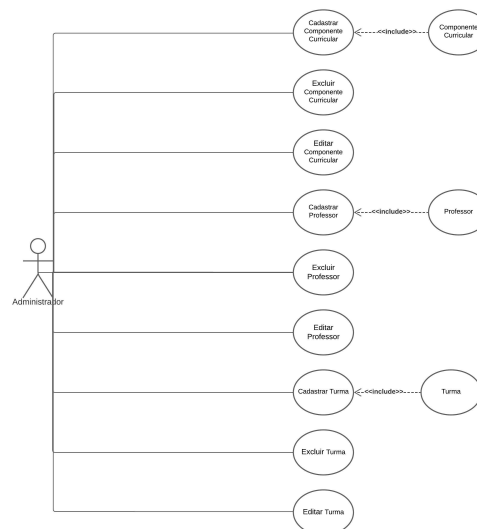 Cadastrar
Componente
Curricular
<<include>>
Componente
Curricular
Excluir
Componente
Curricular
Editar
Componente
Curricular
Cadastrar
Professor
<<include>>
Professor
Administrador
Excluir
Professor
Editar
Professor
Cadastrar Turma
<<include>>
Turma
Excluir Turma
Editar Turma